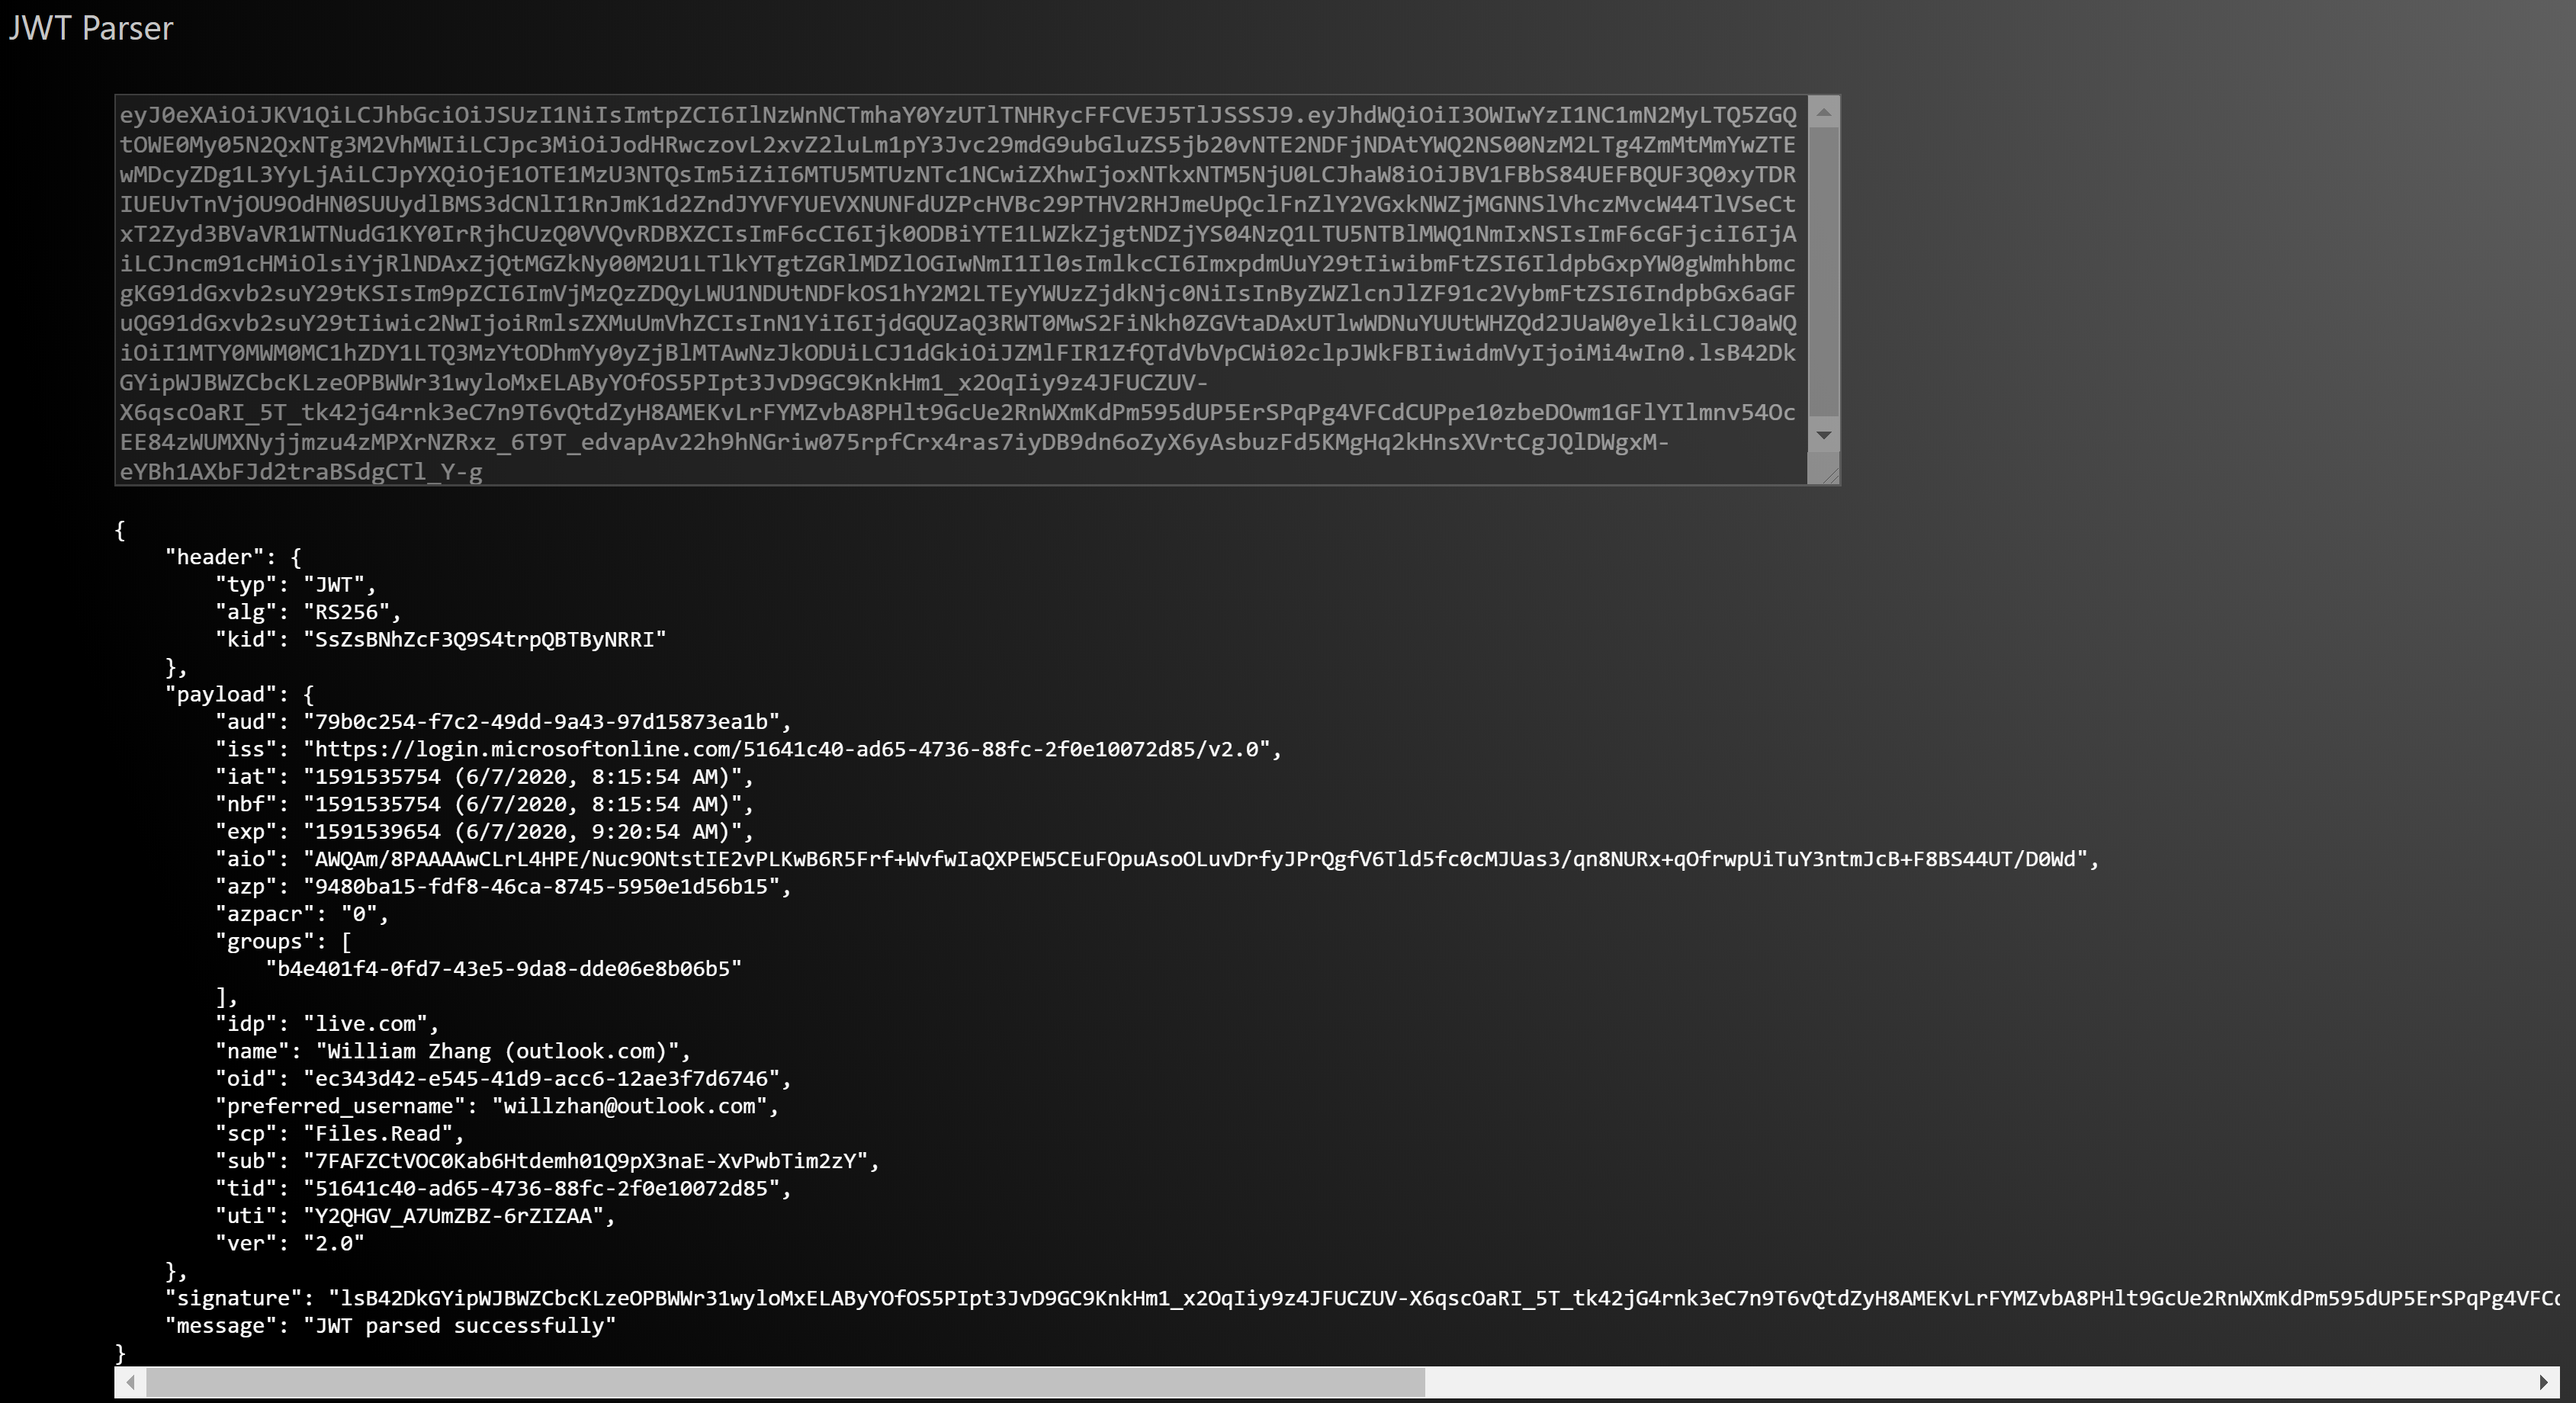 JWT Parser
eyJ0eXAiOiJKV1QiLCJhbGciOiJSUzI1NiIsImtpZCI6IlNzWnNCTmhaY0YzUTlTNHRycFFCVEJ5TlJSSSJ9.eyJhdWQiOiI3OWIwYzI1NC1mN2MyLTQ5ZGQ
tOWE0My05N2QxNTg3M2VhMWIiLCJpc3MiOiJodHRwczovL2xvZ2luLm1pY3Jvc29mdG9ubGluZS5jb20vNTE2NDFjNDAtYWQ2NS00NzM2LTg4ZmMtMmYwZTE
wMDcyZDg1L3YyLjAiLCJpYXQiOjE1OTE1MzU3NTQsIm5iZiI6MTU5MTUzNTc1NCwiZXhwIjoxNTkxNTM5NjU0LCJhaW8iOiJBV1FBbS84UEFBQUF3Q0xyTDR
IUEUvTnVjOU9OdHN0SUUydlBMS3dCNlI1RnJmK1d2ZndJYVFYUEVXNUNFdUZPcHVBc29PTHV2RHJmeUpQclFnZlY2VGxkNWZjMGNNSlVhczMvcW44TlVSeCt
xT2Zyd3BVaVR1WTNudG1KY0IrRjhCUzQ0VVQvRDBXZCIsImF6cCI6Ijk0ODBiYTE1LWZkZjgtNDZjYS04NzQ1LTU5NTBlMWQ1NmIxNSIsImF6cGFjciI6IjA
iLCJncm91cHMiOlsiYjRlNDAxZjQtMGZkNy00M2U1LTlkYTgtZGRlMDZlOGIwNmI1Il0sImlkcCI6ImxpdmUuY29tIiwibmFtZSI6IldpbGxpYW0gWmhhbmc
gKG91dGxvb2suY29tKSIsIm9pZCI6ImVjMzQzZDQyLWU1NDUtNDFkOS1hY2M2LTEyYWUzZjdkNjc0NiIsInByZWZlcnJlZF91c2VybmFtZSI6IndpbGx6aGF
uQG91dGxvb2suY29tIiwic2NwIjoiRmlsZXMuUmVhZCIsInN1YiI6IjdGQUZaQ3RWT0MwS2FiNkh0ZGVtaDAxUTlwWDNuYUUtWHZQd2JUaW0yelkiLCJ0aWQ
iOiI1MTY0MWM0MC1hZDY1LTQ3MzYtODhmYy0yZjBlMTAwNzJkODUiLCJ1dGkiOiJZMlFIR1ZfQTdVbVpCWi02clpJWkFBIiwidmVyIjoiMi4wIn0.lsB42Dk
GYipWJBWZCbcKLzeOPBWWr31wyloMxELAByYOfOS5PIpt3JvD9GC9KnkHm1_x2OqIiy9z4JFUCZUV-
X6qscOaRI_5T_tk42jG4rnk3eC7n9T6vQtdZyH8AMEKvLrFYMZvbA8PHlt9GcUe2RnWXmKdPm595dUP5ErSPqPg4VFCdCUPpe10zbeDOwm1GFlYIlmnv54Oc
EE84zWUMXNyjjmzu4zMPXrNZRxz_6T9T_edvapAv22h9hNGriw075rpfCrx4ras7iyDB9dn6oZyX6yAsbuzFd5KMgHq2kHnsXVrtCgJQlDWgxM-
eYBh1AXbFJd2traBSdgCTl_Y-g
{
"header": {
"typ": "JWT",
"alg": "RS256",
"kid": "SsZsBNhZcF3Q9S4trpQBTByNRRI"
},
"payload": {
"aud": "79b0c254-f7c2-49dd-9a43-97d15873ea1b",
"iss": "https://login.microsoftonline.com/51641c40-ad65-4736-88fc-2f0e10072d85/v2.0",
"iat": "1591535754 (6/7/2020, 8:15:54 AM)",
"nbf": "1591535754 (6/7/2020, 8:15:54 AM)",
"exp": "1591539654 (6/7/2020, 9:20:54 AM)",
"aio": "AWQAm/8PAAAAwCLrL4HPE/Nuc9ONtstIE2vPLKwB6R5Frf+WvfwIaQXPEW5CEuFOpuAsoOLuvDrfyJPrQgfV6Tld5fc0cMJUas3/qn8NURx+qOfrwpUiTuY3ntmJcB+F8BS44UT/D0Wd",
"azp": "9480ba15-fdf8-46ca-8745-5950e1d56b15",
"azpacr": "0",
"groups": [
"b4e401f4-0fd7-43e5-9da8-dde06e8b06b5"
],
"idp": "live.com",
"name": "William Zhang (outlook.com)",
"oid": "ec343d42-e545-41d9-acc6-12ae3f7d6746",
"preferred_username": "willzhan@outlook.com",
"scp": "Files.Read",
"sub": "7FAFZCtVOC0Kab6Htdemh01Q9pX3naE-XvPwbTim2zY",
"tid": "51641c40-ad65-4736-88fc-2f0e10072d85",
"uti": "Y2QHGV_A7UmZBZ-6rZIZAA",
"ver": "2.0"
},
"signature": "lsB42DkGYipWJBWZCbcKLzeOPBWWr31wyloMxELAByYOfOS5PIpt3JvD9GC9KnkHm1_x2OqIiy9z4JFUCZUV-X6qscOaRI_5T_tk42jG4rnk3eC7n9T6vQtdZyH8AMEKvLrFYMZvbA8PHlt9GcUe2RnWXmKdPm595dUP5ErSPqPg4VFC
"message": "JWT parsed successfully"
}